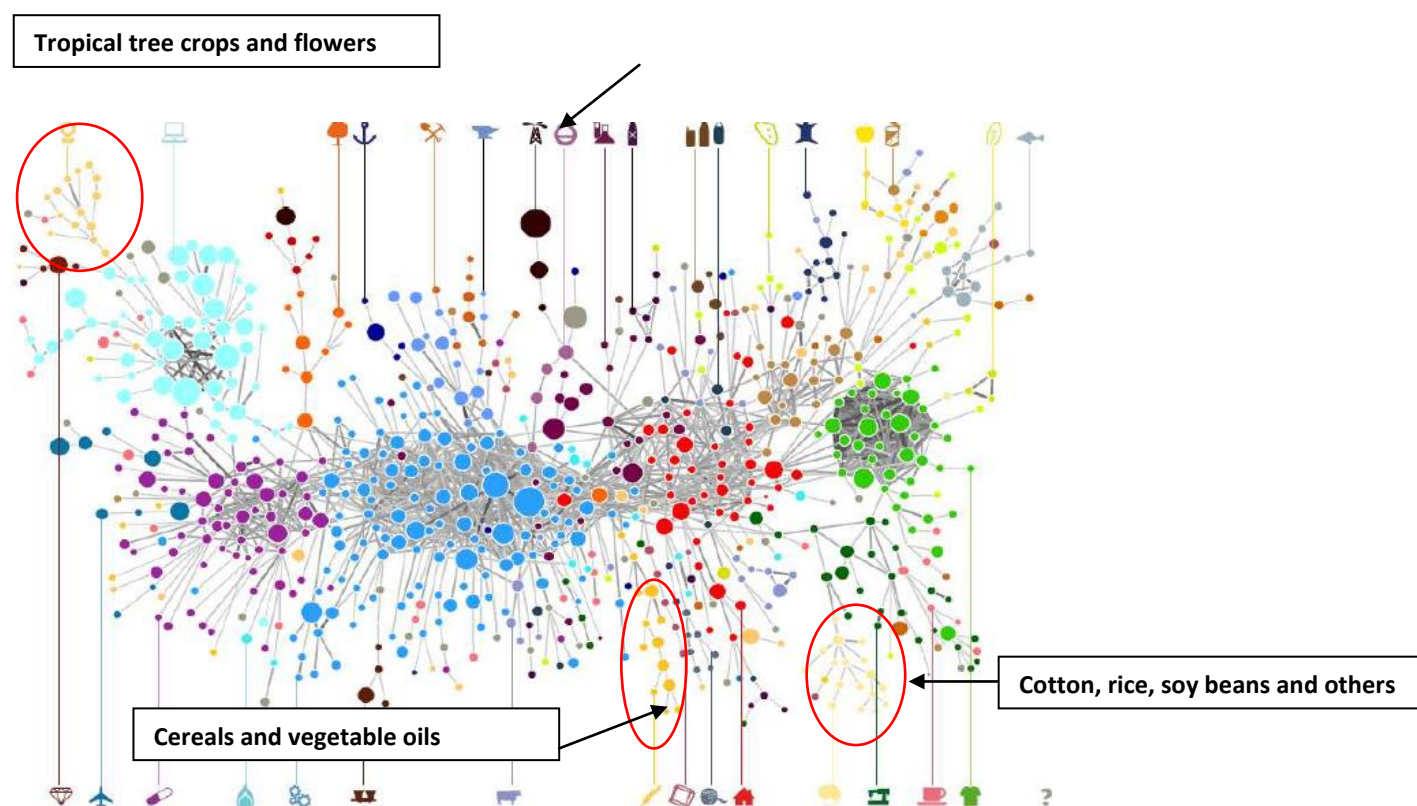 Tropical tree crops and flowers
Cotton, rice, soy beans and others
Cereals and vegetable oils
?